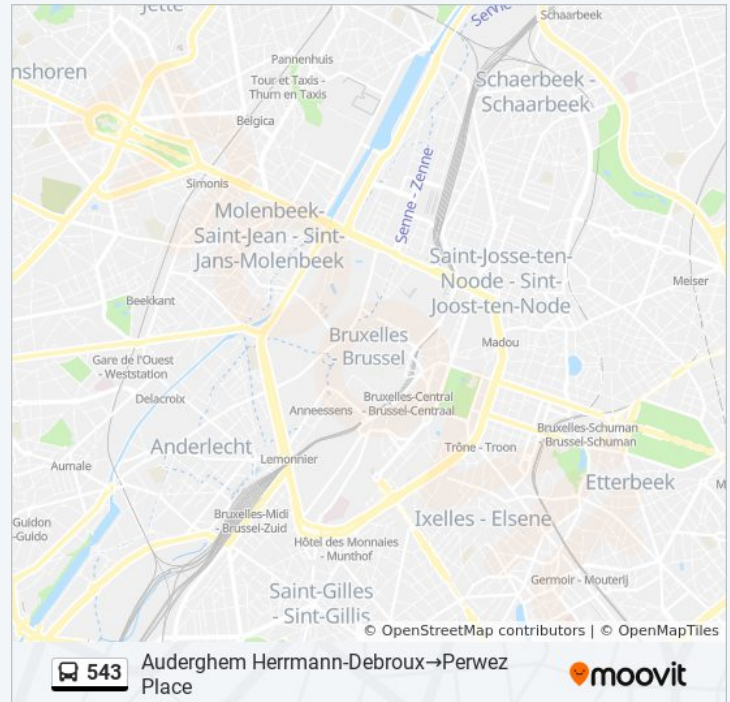 Jette
Servic
Schaarbeek
Pannenhuis
nshoren
Tour et Taxis -
Thurn en Taxis
Schaerbeek -
Schaarbeek
Belgica
Senne - Zenne
Simonis
Molenbeek-
Saint-Jean - Sint-
Jans-Molenbeek
Saint-Josse-ten-
Noode - Sint-
Joost-ten-Node
Meiser
Beekkant
Bruxelles
- Brussel
Madou
Gare de l'Ouest
- Weststation
Delacroix
Bruxelles-Central
- Brussel-Centraal
Anneessens
Bruxelles-Schuman
- Brussel-Schuman
Anderlecht
Trône - Troon
Lemonnier
Aumale
Etterbeek
M
Bruxelles-Midi
- Brussel-Zuid
Ixelles - Elsene
Guidon
-Guido
Hôtel des Monnaies
- Munthof
Germoir - Mouterij
Saint-Gilles
- Sint-Gillis
© OpenStreetMap contributors | © OpenMapTiles
543
Auderghem Herrmann-Debroux→Perwez
Place
moovit